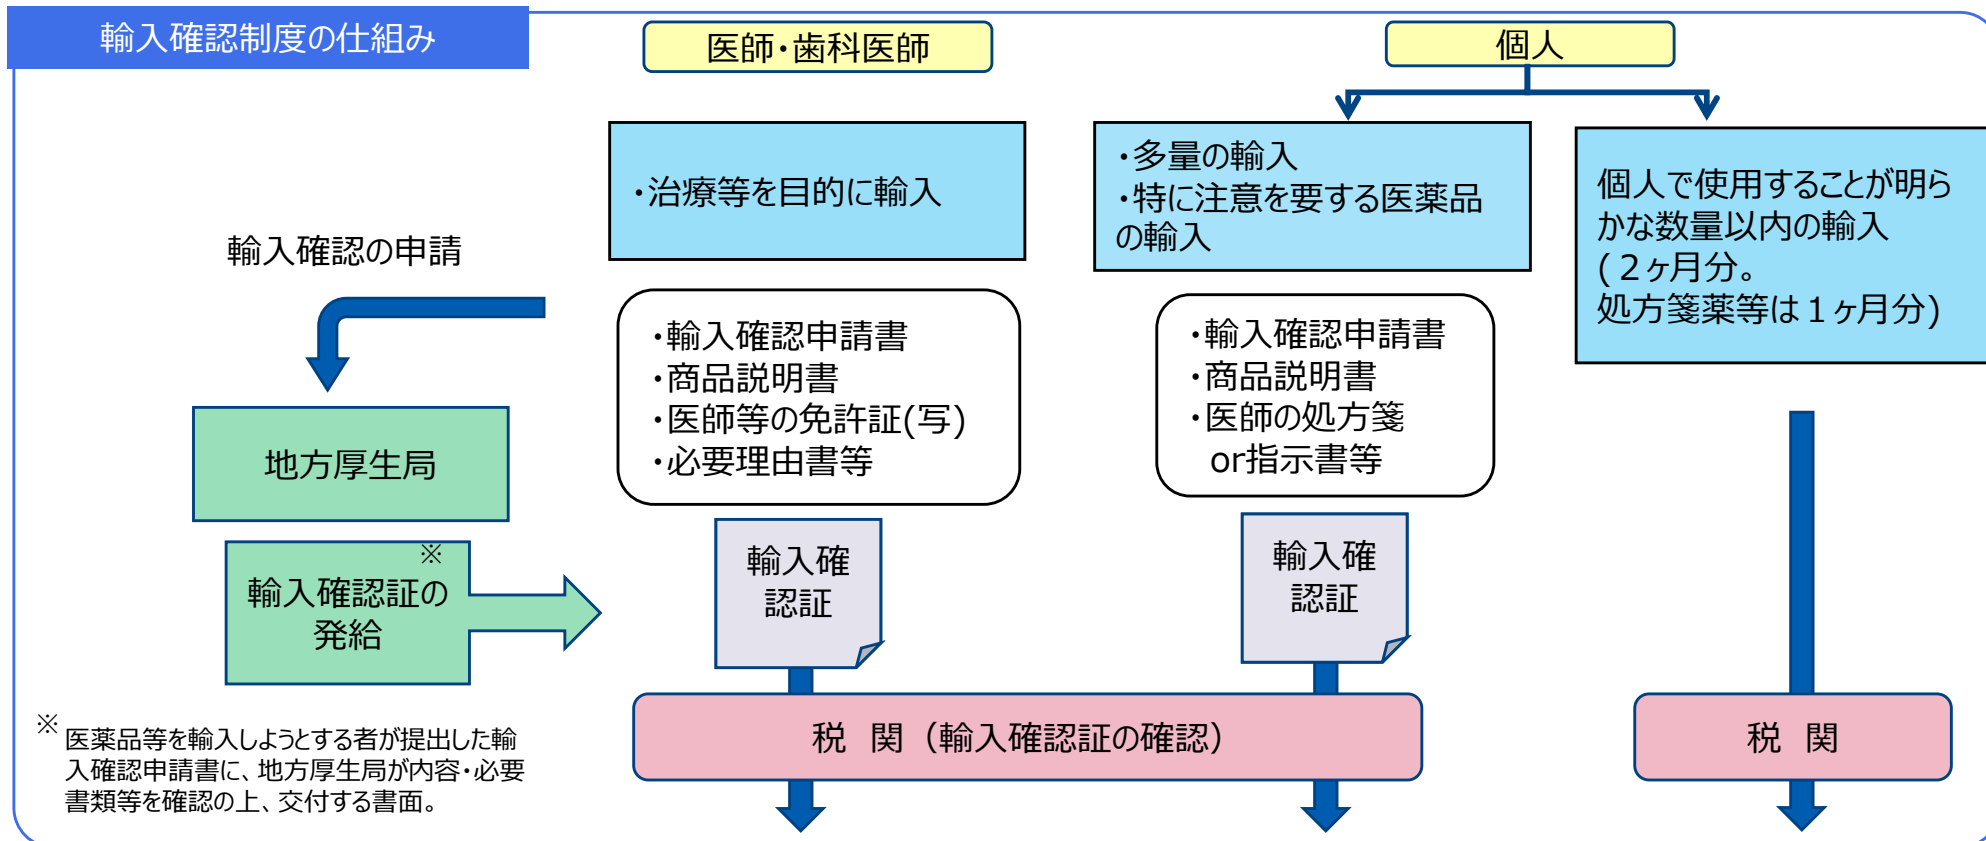 輸入確認制度の仕組み
医師・歯科医師
個人
・治療等を目的に輸入
・多量の輸入
・特に注意を要する医薬品
の輸入
個人で使用することが明ら
かな数量以内の輸入
(２ヶ月分。
処方箋薬等は１ヶ月分)
輸入確認の申請
・輸入確認申請書
・商品説明書
・医師等の免許証(写)
・必要理由書等
・輸入確認申請書
・商品説明書
・医師の処方箋
or指示書等
地方厚生局
※
輸入確認証の
発給
輸入確
認証
輸入確
認証
税 関（輸入確認証の確認）
税 関
※
医薬品等を輸入しようとする者が提出した輸
入確認申請書に、地方厚生局が内容・必要
書類等を確認の上、交付する書面。